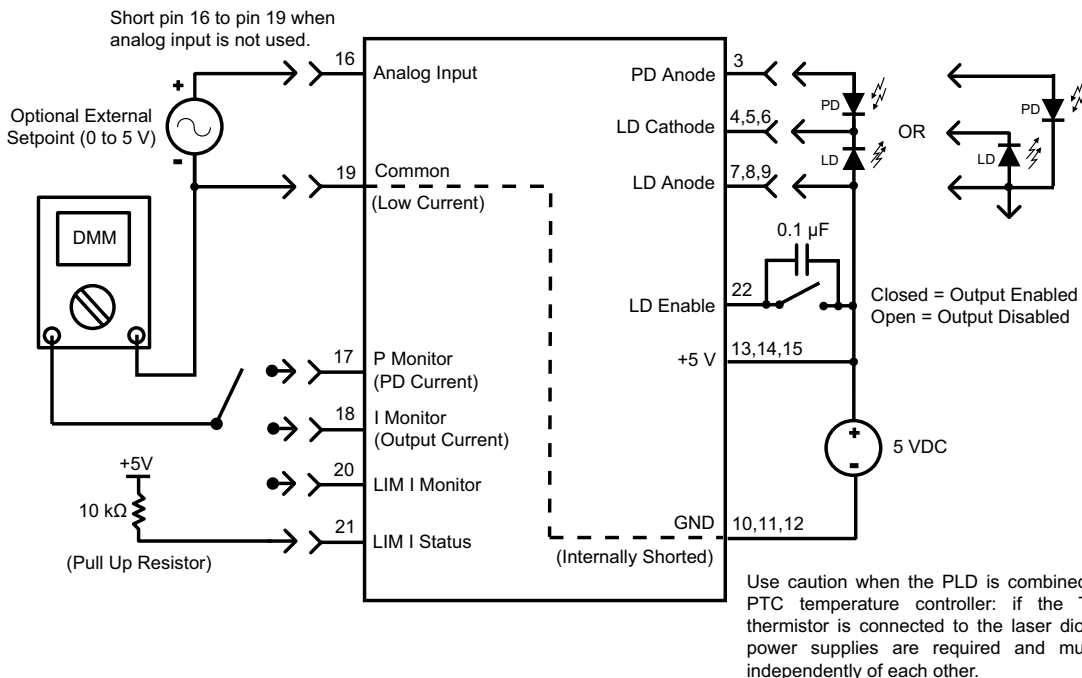 Short pin 16 to pin 19 when
analog input is not used.
Optional External
Setpoint (0 to 5 V)
+
-
DMM
+5V
10 kΩ
(Pull Up Resistor)
16
Analog Input
19
Common
(Low Current)
17
P Monitor
(PD Current)
18
I Monitor
(Output Current)
20
LIM I Monitor
21
LIM I Status
PD Anode
3
LD Cathode
4,5,6
LD Anode
7,8,9
LD Enable
22
+5 V
13,14,15
GND
10,11,12
(Internally Shorted)
PD
LD
OR
PD
LD
0.1 µF
Closed = Output Enabled
Open = Output Disabled
+
-
5 VDC
Use caution when the PLD is combined
PTC temperature controller: if the T
thermistor is connected to the laser dio
power supplies are required and mu
independently of each other.